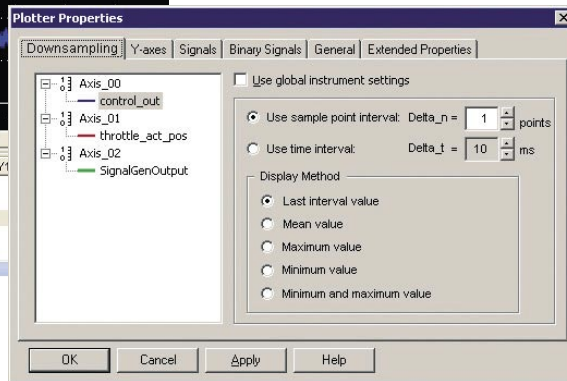 Plotter Properties
Downsampling Y-axes Signals Binary Signals General Extended Properties
Axis_00
control_out
Axis_01
throttle_act_pos
Axis_02
SignalGenOutput
Use global instrument settings
Use sample point interval: Delta_n = 1 points
Use time interval: Delta_t = 10 ms
Display Method
Last interval value
Mean value
Maximum value
Minimum value
Minimum and maximum value
OK Cancel Apply Help